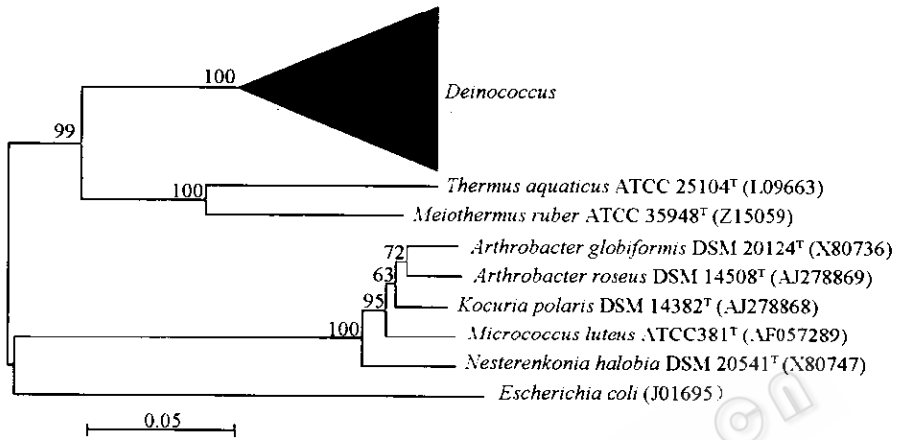 100
Deinococcus
99
100
Thermus aquaticus ATCC 25104ᵀ (L09663)
Meiothermus ruber ATCC 35948ᵀ (Z15059)
72
Arthrobacter globiformis DSM 20124ᵀ (X80736)
63
Arthrobacter roseus DSM 14508ᵀ (AJ278869)
95
Kocuria polaris DSM 14382ᵀ (AJ278868)
100
Micrococcus luteus ATCC381ᵀ (AF057289)
Nesterenkonia halobia DSM 20541ᵀ (X80747)
Escherichia coli (J01695)
0.05
cn